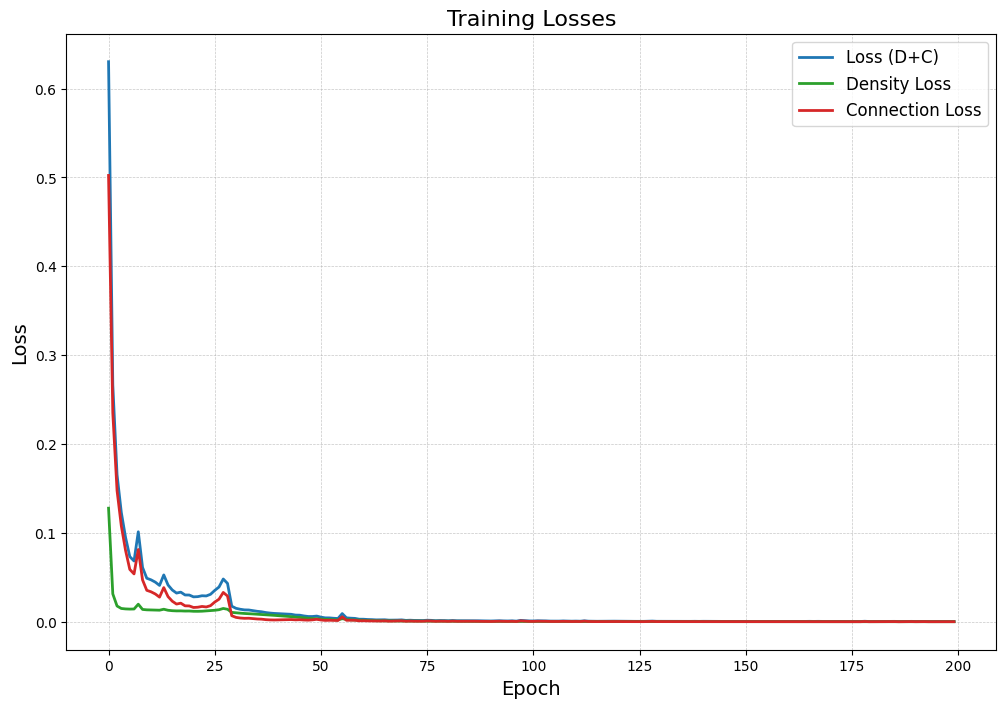 Training Losses
Loss (D+C)
Density Loss
Connection Loss
0.6
0.5
0.4
0.3
0.2
0.1
0.0
Loss
0 25 50 75 100 125 150 175 200
Epoch